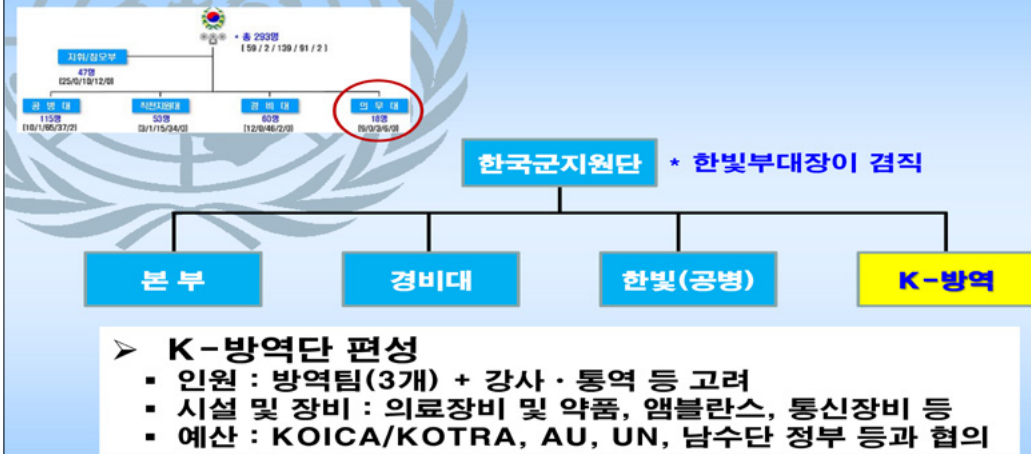 * 총 293명
[ 59 / 2 / 139 / 91 / 2 ]
지휘/참모부
47명
[25/0/10/12/0]
공 병 대
작전지원대
경 비 대
의 무 대
115명
53명
60명
18명
[10/1/65/37/2]
[3/1/15/34/0]
[12/0/46/2/0]
[9/0/3/6/0]
한국군지원단
* 한빛부대장이 겸직
본 부
경비대
한빛(공병)
K-방역
➢ K-방역단 편성
▪ 인원 : 방역팀(3개) + 강사 · 통역 등 고려
▪ 시설 및 장비 : 의료장비 및 약품, 앰블란스, 통신장비 등
▪ 예산 : KOICA/KOTRA, AU, UN, 남수단 정부 등과 협의